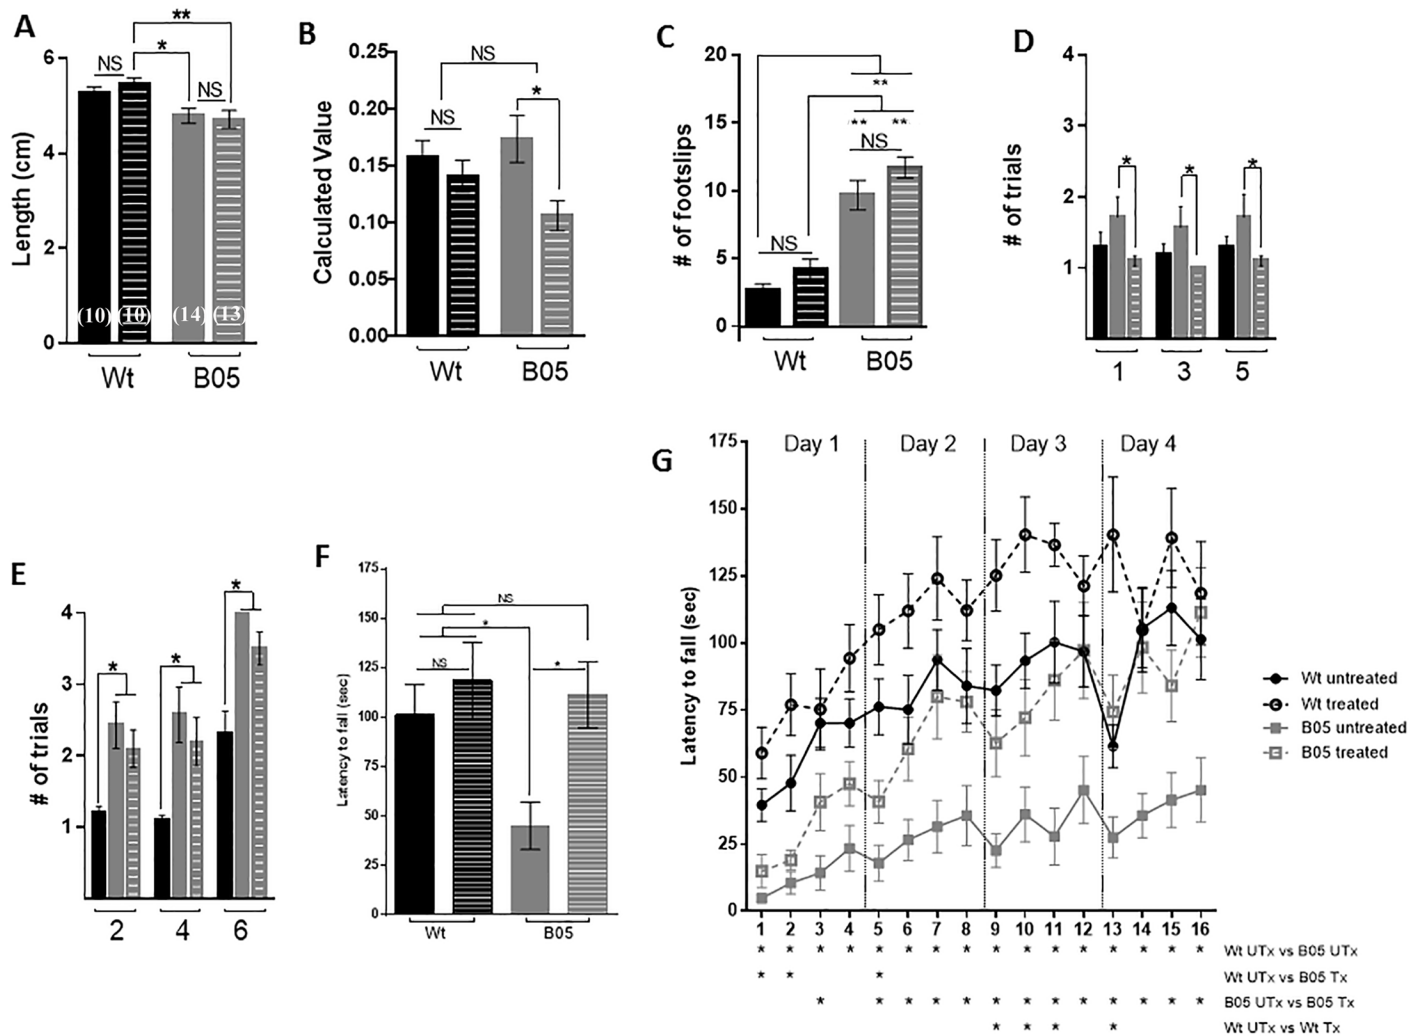 A
**
*
NS
NS
Length (cm)
6
4
2
0
(10)
(10)
(14)
(13)
Wt
B05
B
NS
*
NS
Calculated Value
0.25
0.20
0.15
0.10
0.05
0.00
Wt
B05
C
**
**
**
NS
NS
# of footslips
20
15
10
5
0
Wt
B05
D
# of trials
4
3
2
1
*
*
*
1
3
5
E
# of trials
4
3
2
1
*
*
*
2
4
6
F
Latency to fall (sec)
175
150
125
100
75
50
25
0
NS
*
NS
*
Wt
B05
G
Day 1
Day 2
Day 3
Day 4
Latency to fall (sec)
175
150
125
100
75
50
25
0
1 2 3 4 5 6 7 8 9 10 11 12 13 14 15 16
* * * * * * * * * * * * * * * * Wt UTx vs B05 UTx
* * * Wt UTx vs B05 Tx
* * * * * * * * * * * * * B05 UTx vs B05 Tx
* * * * Wt UTx vs Wt Tx
Wt untreated
Wt treated
B05 untreated
B05 treated